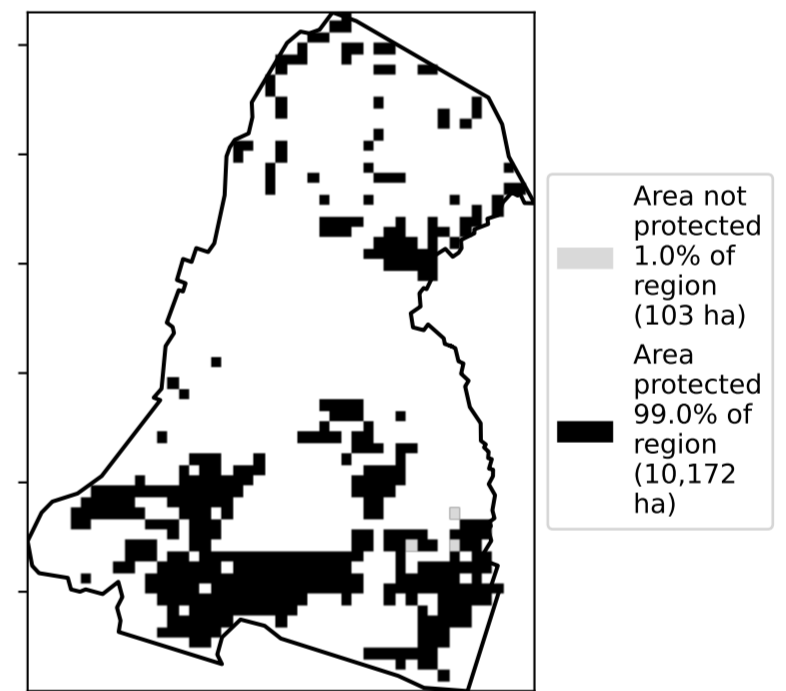 Area not
protected
1.0% of
region
(103 ha)
Area
protected
99.0% of
region
(10,172
ha)